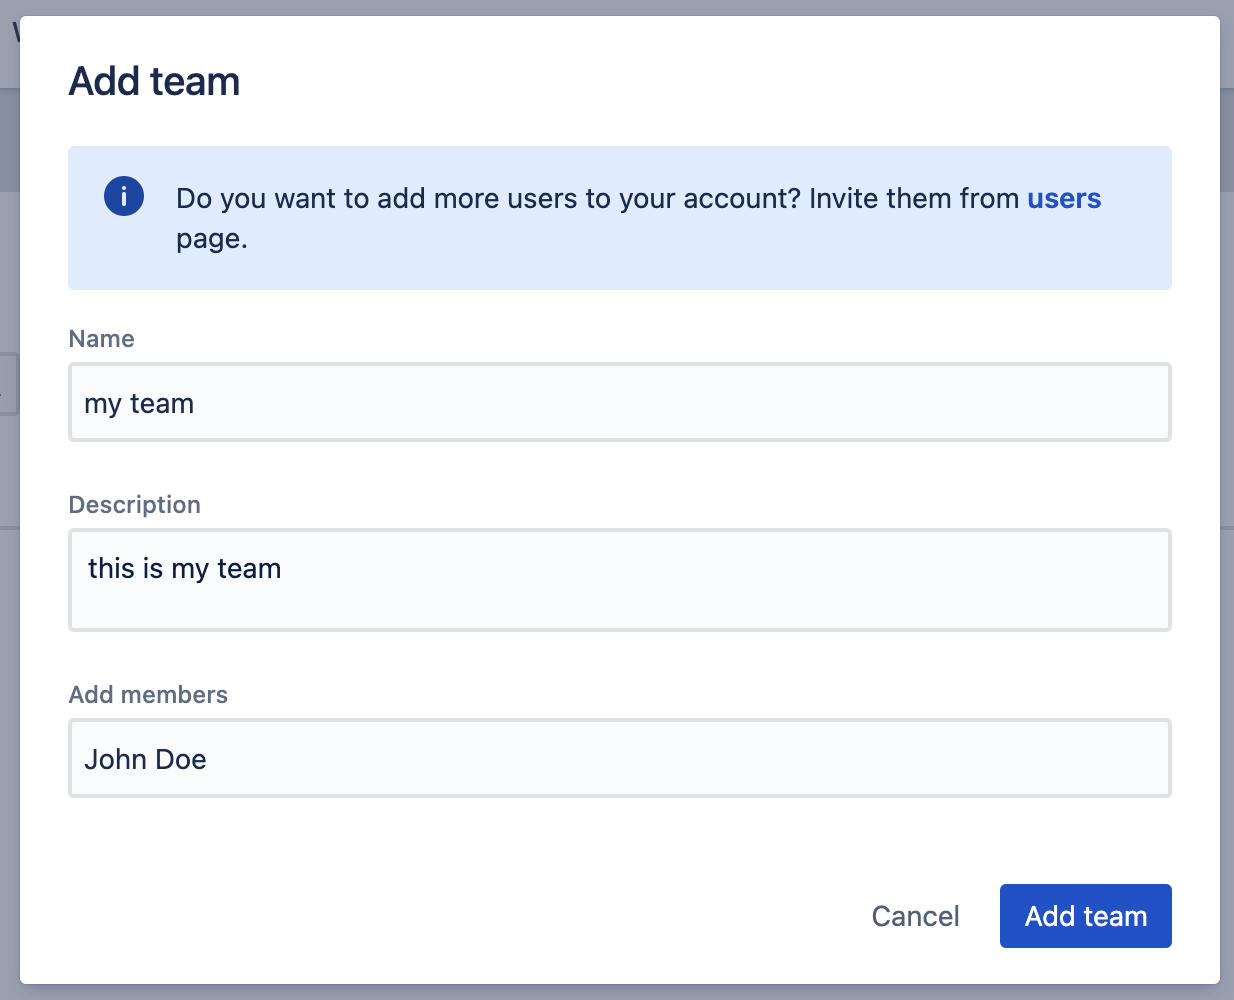 Add team
Do you want to add more users to your account? Invite them from users
page.
Name
my team
Description
this is my team
Add members
John Doe
Cancel
Add team